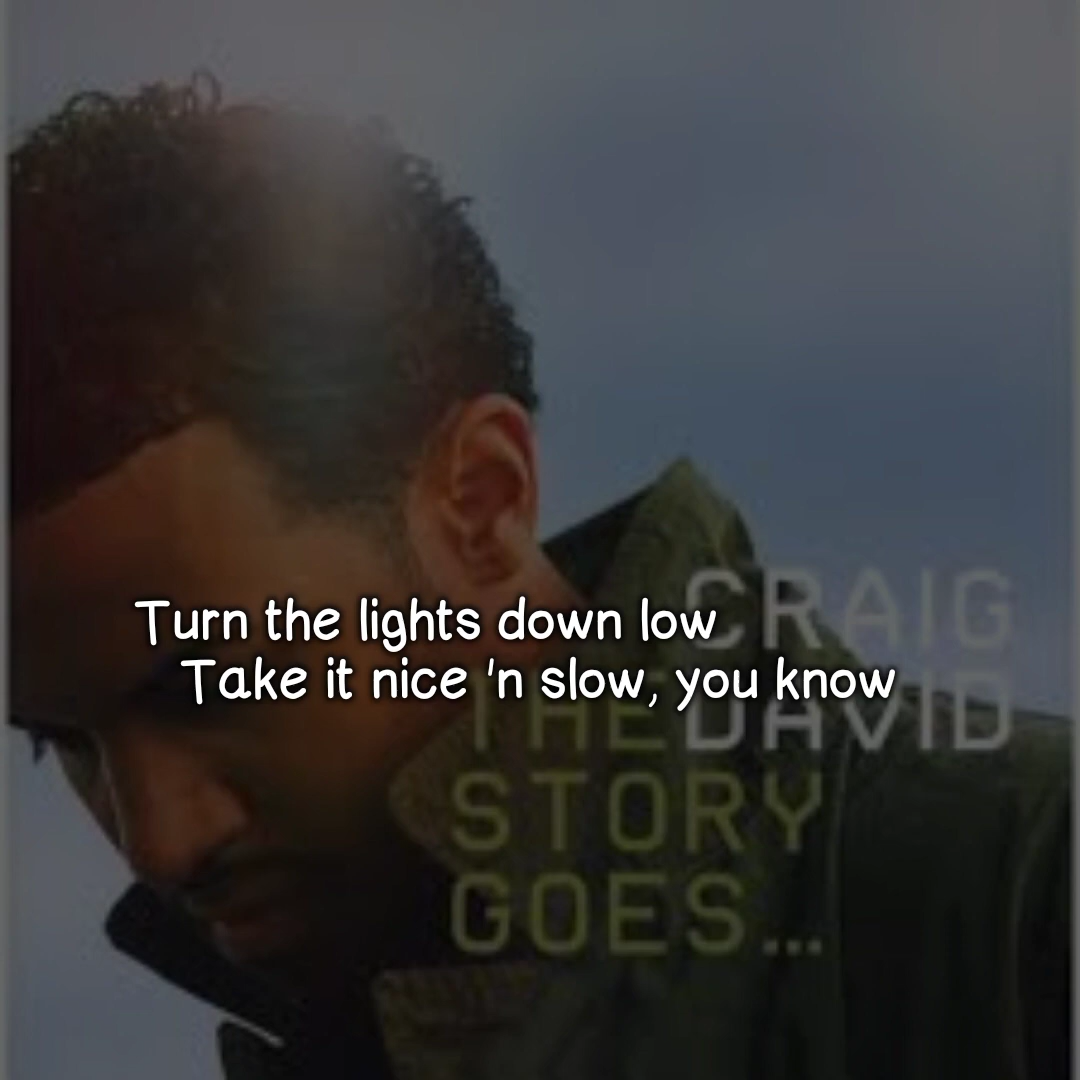 Turn the lights down low
Take it nice 'n slow, you know
CRAIG
DAVID
THE
STORY
GOES...